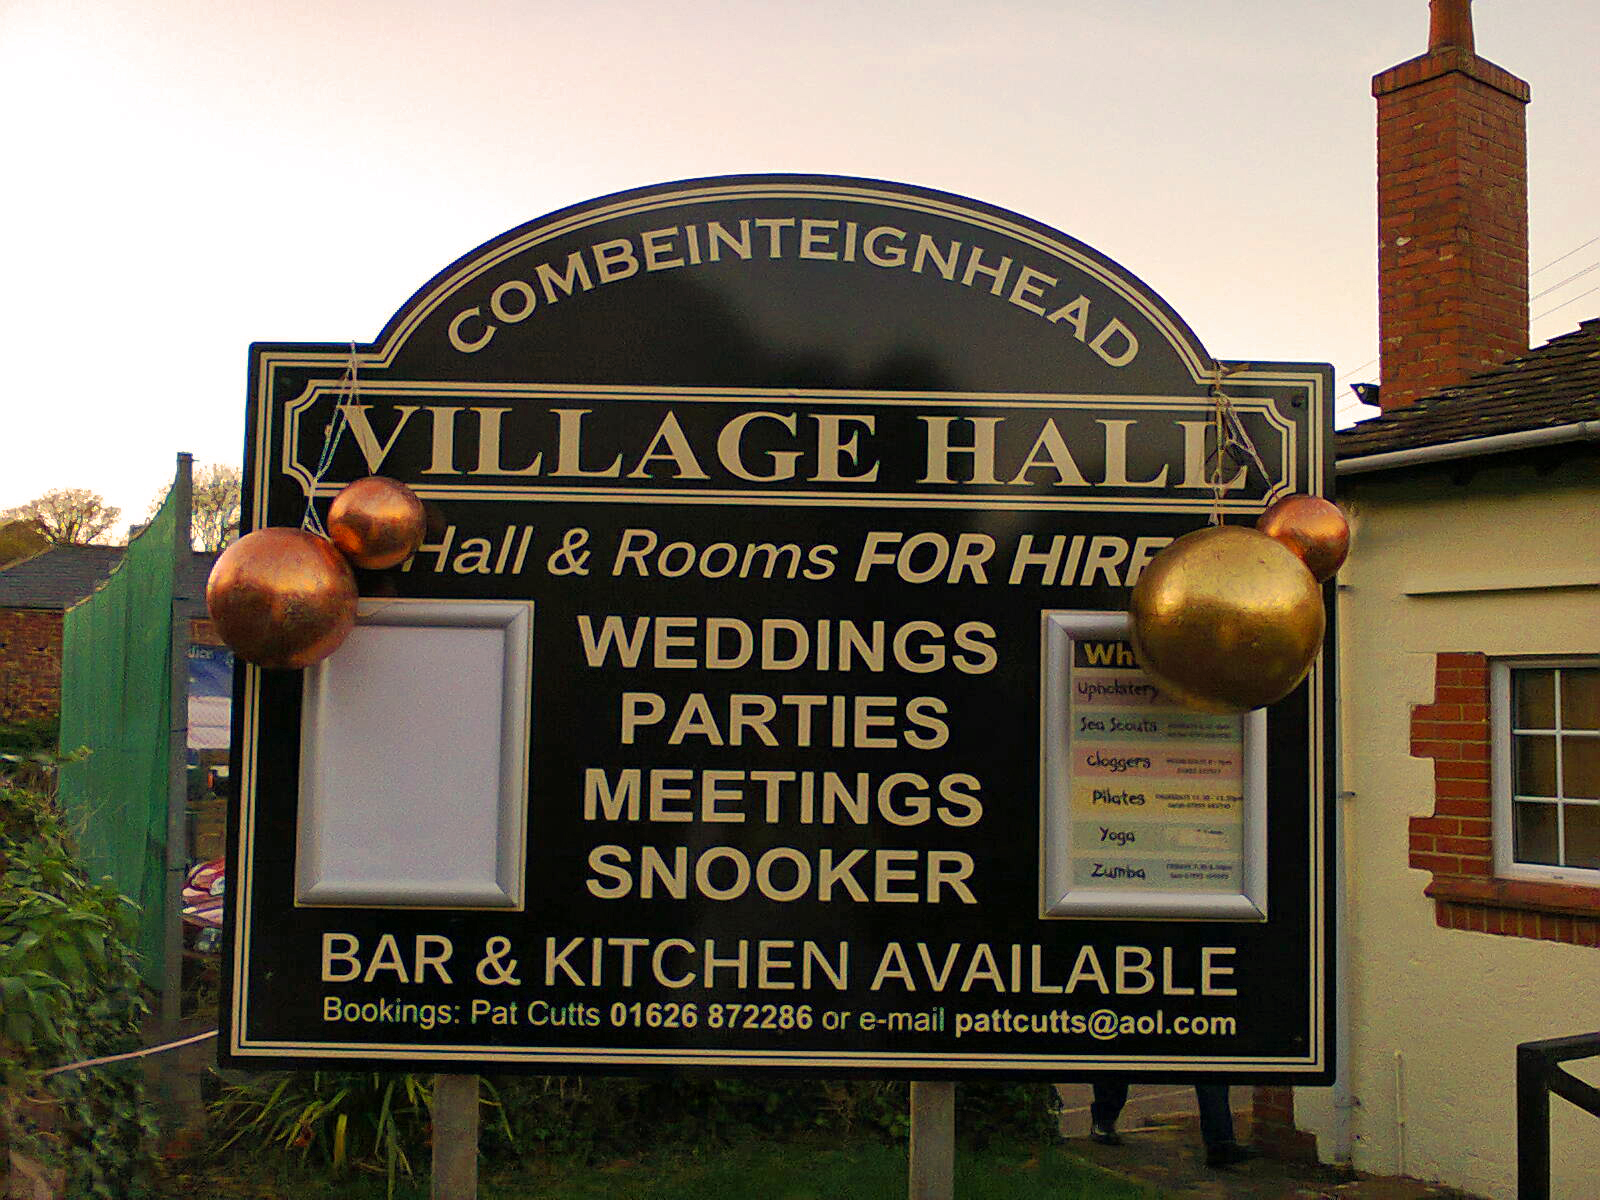 COMBEINTEIGNHEAD
VILLAGE HALL
Hall & Rooms FOR HIRE
WEDDINGS
PARTIES
MEETINGS
SNOOKER
Upholstery
Sea Scouts
Cloggers
Pilates
Yoga
Zumba
BAR & KITCHEN AVAILABLE
Bookings: Pat Cutts 01626 872286 or e-mail pattcutts@aol.com